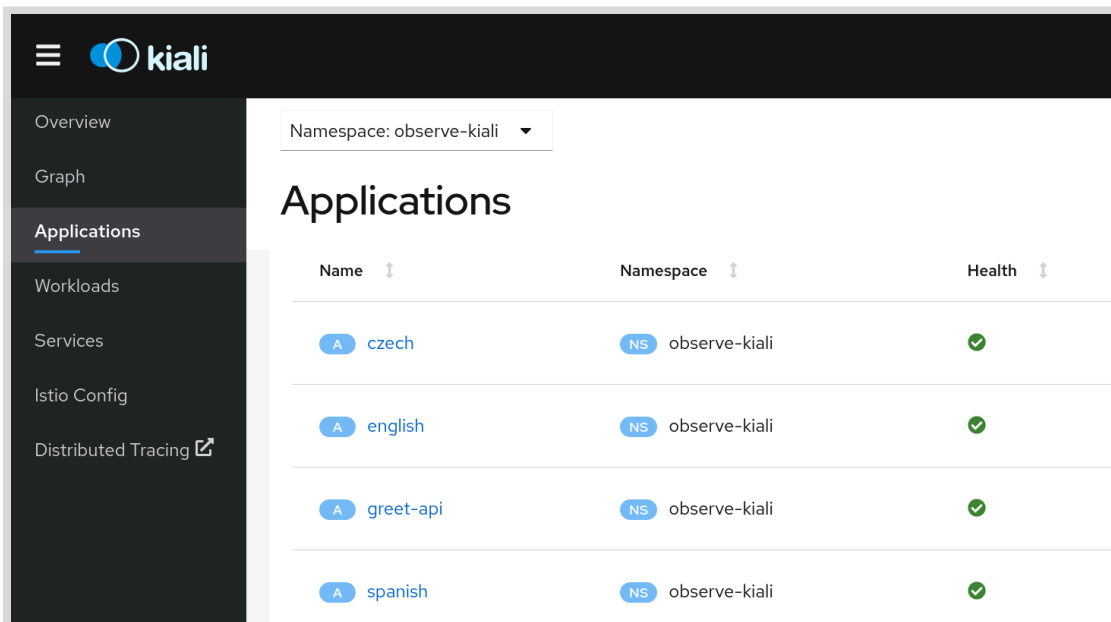 kiali
Overview
Graph
Applications
Workloads
Services
Istio Config
Distributed Tracing
Namespace: observe-kiali
Applications
Name Namespace Health
A czech NS observe-kiali
A english NS observe-kiali
A greet-api NS observe-kiali
A spanish NS observe-kiali